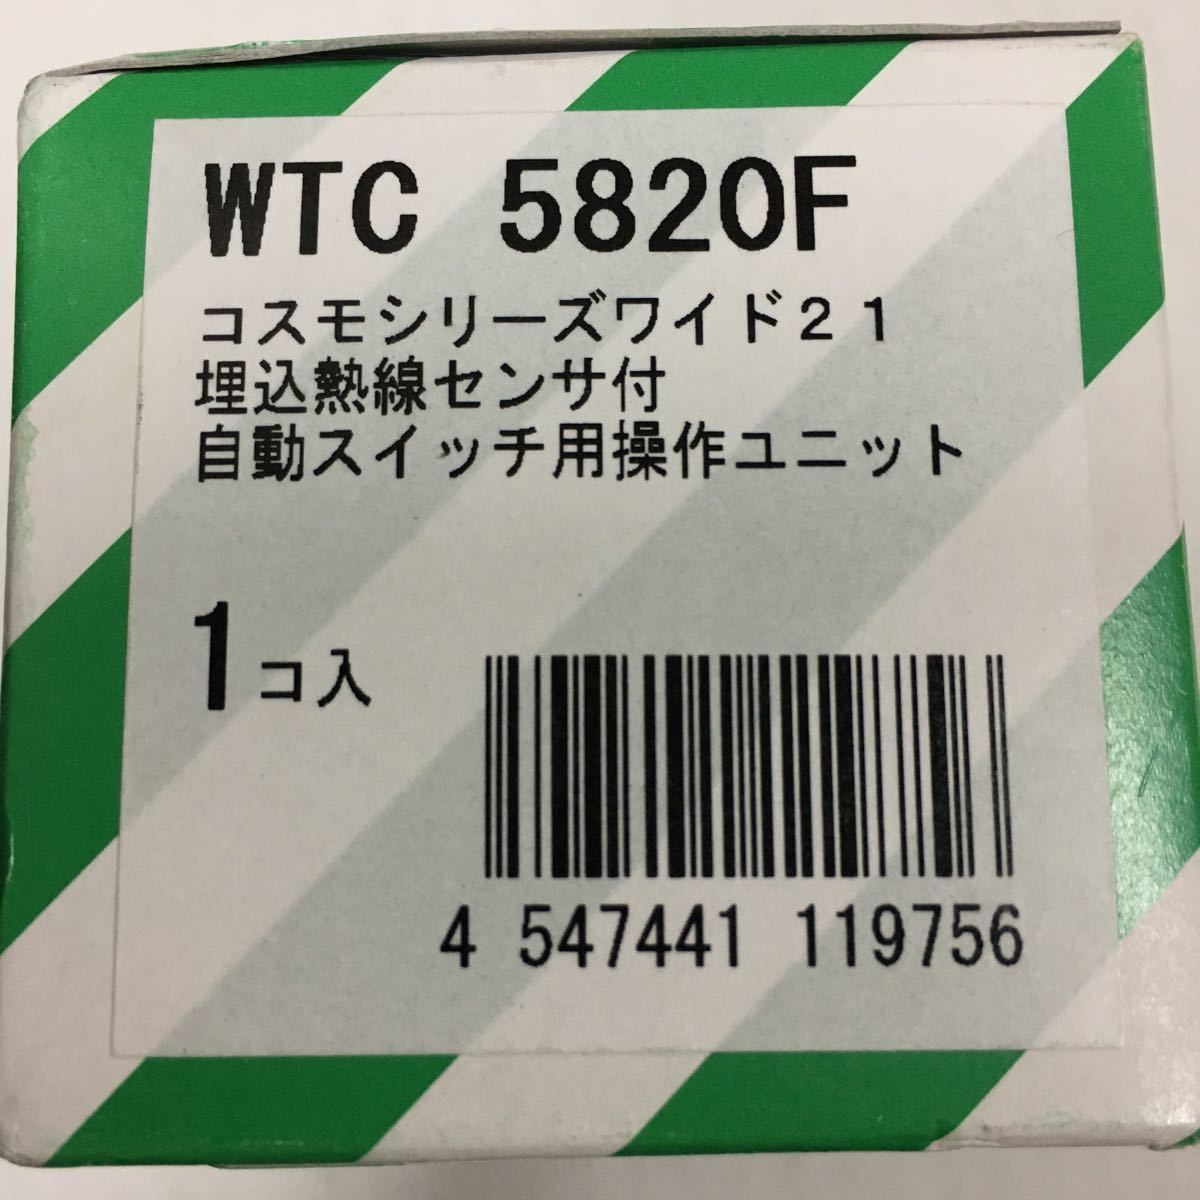 WTC 5820F
コスモシリーズワイド２１
埋込熱線センサ付
自動スイッチ用操作ユニット
1コ入
4 547441 119756